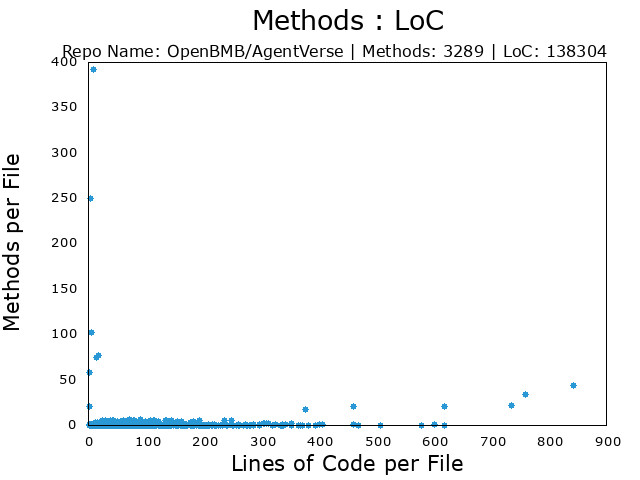 Methods : LoC
Repo Name: OpenBMB/AgentVerse | Methods: 3289 | LoC: 138304
400
350
300
250
200
150
100
50
0
Methods per File
0 100 200 300 400 500 600 700 800 900
Lines of Code per File